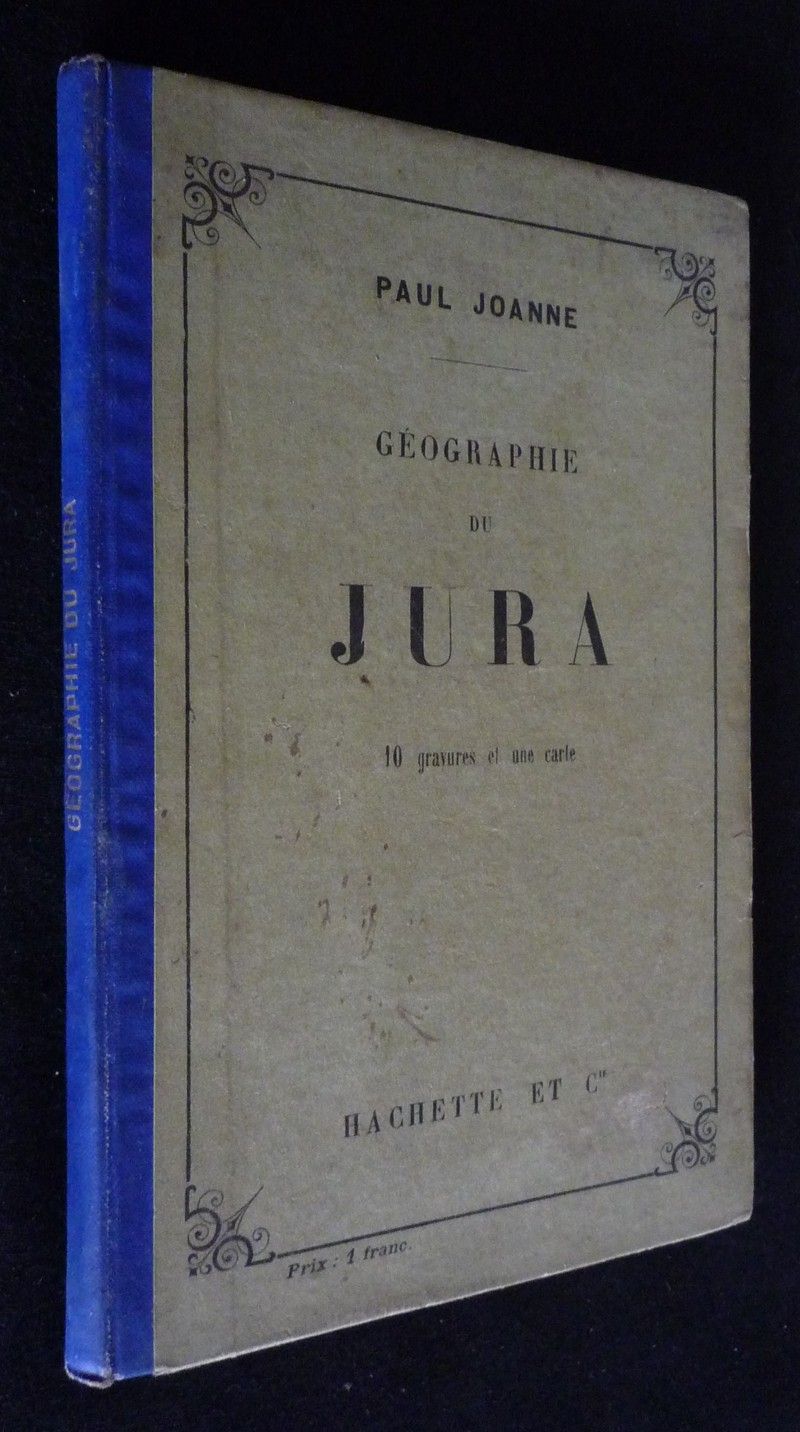 GÉOGRAPHIE DU JURA
PAUL JOANNE
GÉOGRAPHIE
DU
JURA
10 gravures et une carte
HACHETTE ET Cie
Prix : 1 franc.